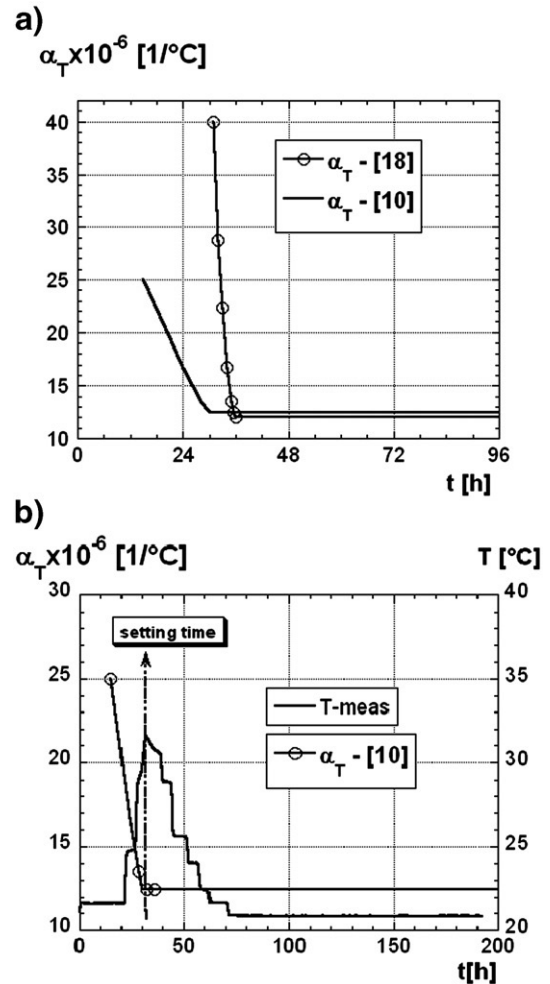 a)
α_T x10^-6 [1/°C]
40
35
30
25
20
15
10
α_T - [18]
α_T - [10]
0 24 48 72 96
t [h]
b)
α_T x10^-6 [1/°C] T [°C]
30 40
setting time
25 35
T-meas
α_T - [10]
20 30
15 25
10 20
0 50 100 150 200
t[h]